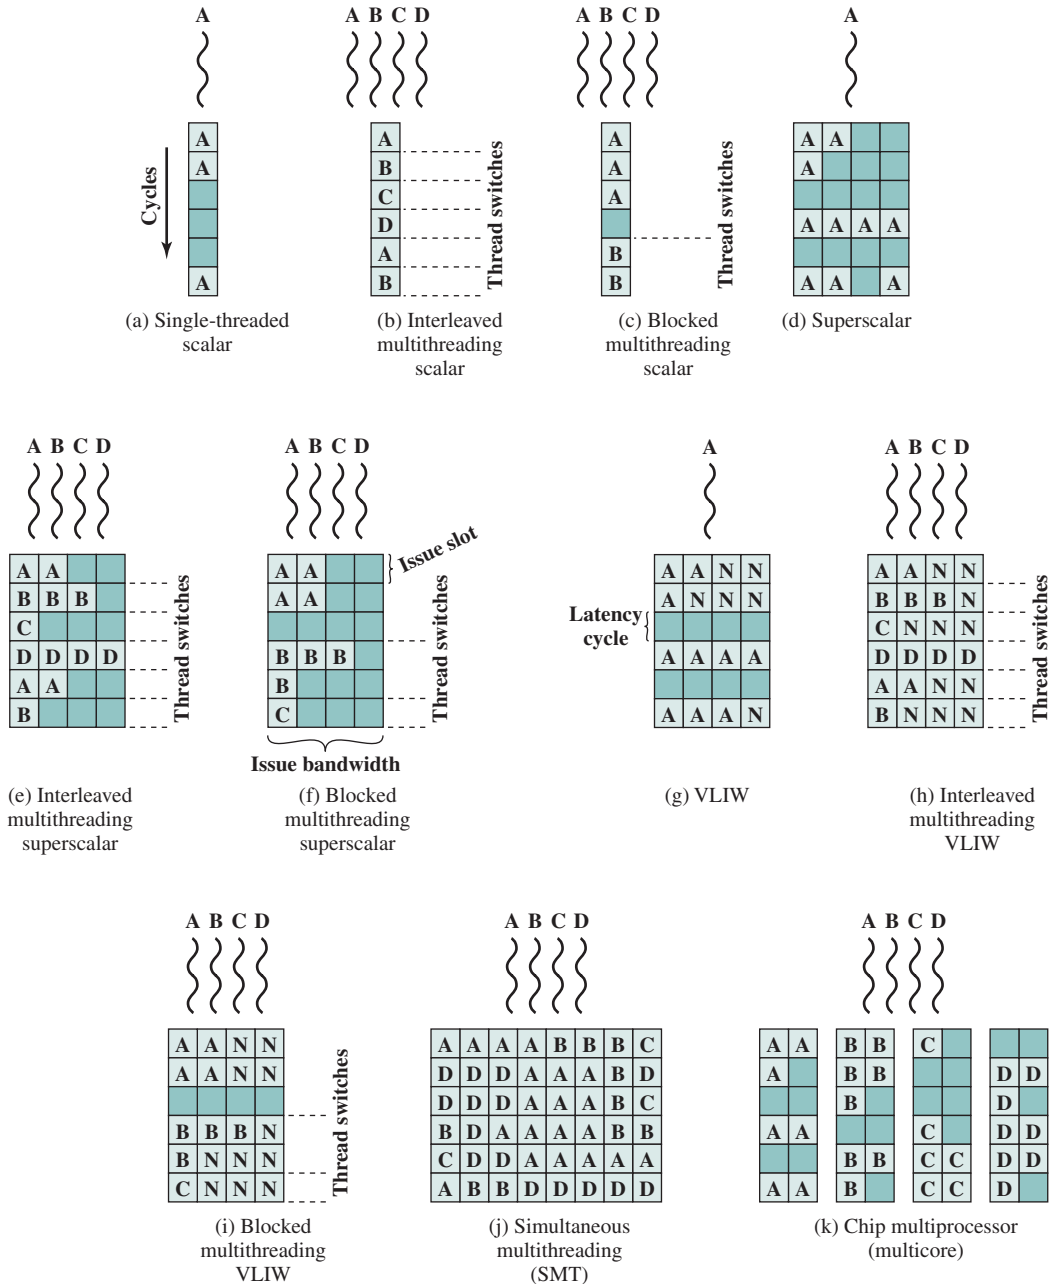 A
A B C D
A B C D
A
Cycles
A
A
A
Thread switches
A
B
C
D
A
B
Thread switches
A
A
A
B
B
A A
A
A A A A
A A A
(a) Single-threaded
scalar
(b) Interleaved
multithreading
scalar
(c) Blocked
multithreading
scalar
(d) Superscalar
A B C D
A B C D
A
A B C D
A A
B B B
C
D D D D
A A
B
Thread switches
Issue slot
A A
A A
B B B
B
C
Thread switches
Issue bandwidth
Latency
cycle
A A N N
A N N N
A A A A
A A A N
A A N N
B B B N
C N N N
D D D D
A A N N
B N N N
Thread switches
(e) Interleaved
multithreading
superscalar
(f) Blocked
multithreading
superscalar
(g) VLIW
(h) Interleaved
multithreading
VLIW
A B C D
A B C D
A B C D
A A N N
A A N N
B B B N
B N N N
C N N N
Thread switches
A A A A B B B C
D D D A A A B D
D D D A A A B C
B D A A A A B B
C D D A A A A A
A B B D D D D D
A A B B C
A B B D D
B D
A A C D D
B B C C D D
A A B C C D
(i) Blocked
multithreading
VLIW
(j) Simultaneous
multithreading
(SMT)
(k) Chip multiprocessor
(multicore)